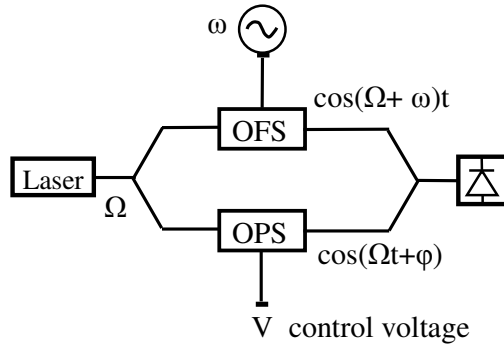 ω
cos(Ω+ ω)t
OFS
Laser
Ω
OPS
cos(Ωt+φ)
V control voltage